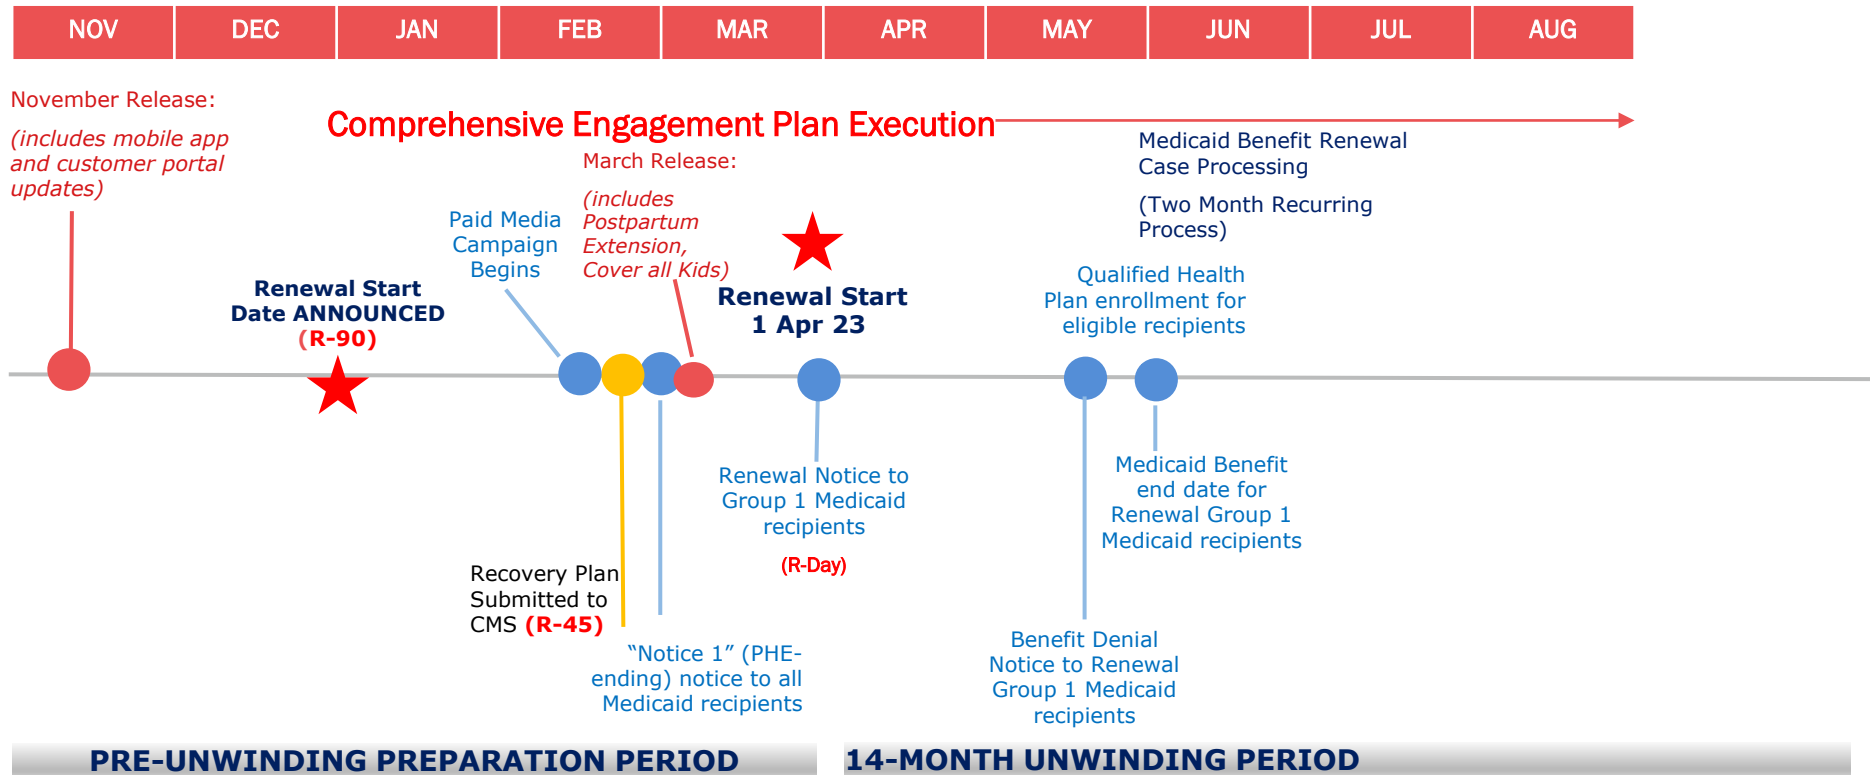 NOV DEC JAN FEB MAR APR MAY JUN JUL AUG
November Release:
(includes mobile app
and customer portal
updates)
Comprehensive Engagement Plan Execution
March Release:
(includes
Postpartum
Extension,
Cover all Kids)
Medicaid Benefit Renewal
Case Processing
(Two Month Recurring
Process)
Paid Media
Campaign
Begins
Renewal Start
Date ANNOUNCED
(R-90)
Renewal Start
1 Apr 23
Qualified Health
Plan enrollment for
eligible recipients
Renewal Notice to
Group 1 Medicaid
recipients
(R-Day)
Medicaid Benefit
end date for
Renewal Group 1
Medicaid recipients
Recovery Plan
Submitted to
CMS (R-45)
“Notice 1” (PHE-
ending) notice to all
Medicaid recipients
Benefit Denial
Notice to Renewal
Group 1 Medicaid
recipients
PRE-UNWINDING PREPARATION PERIOD
14-MONTH UNWINDING PERIOD